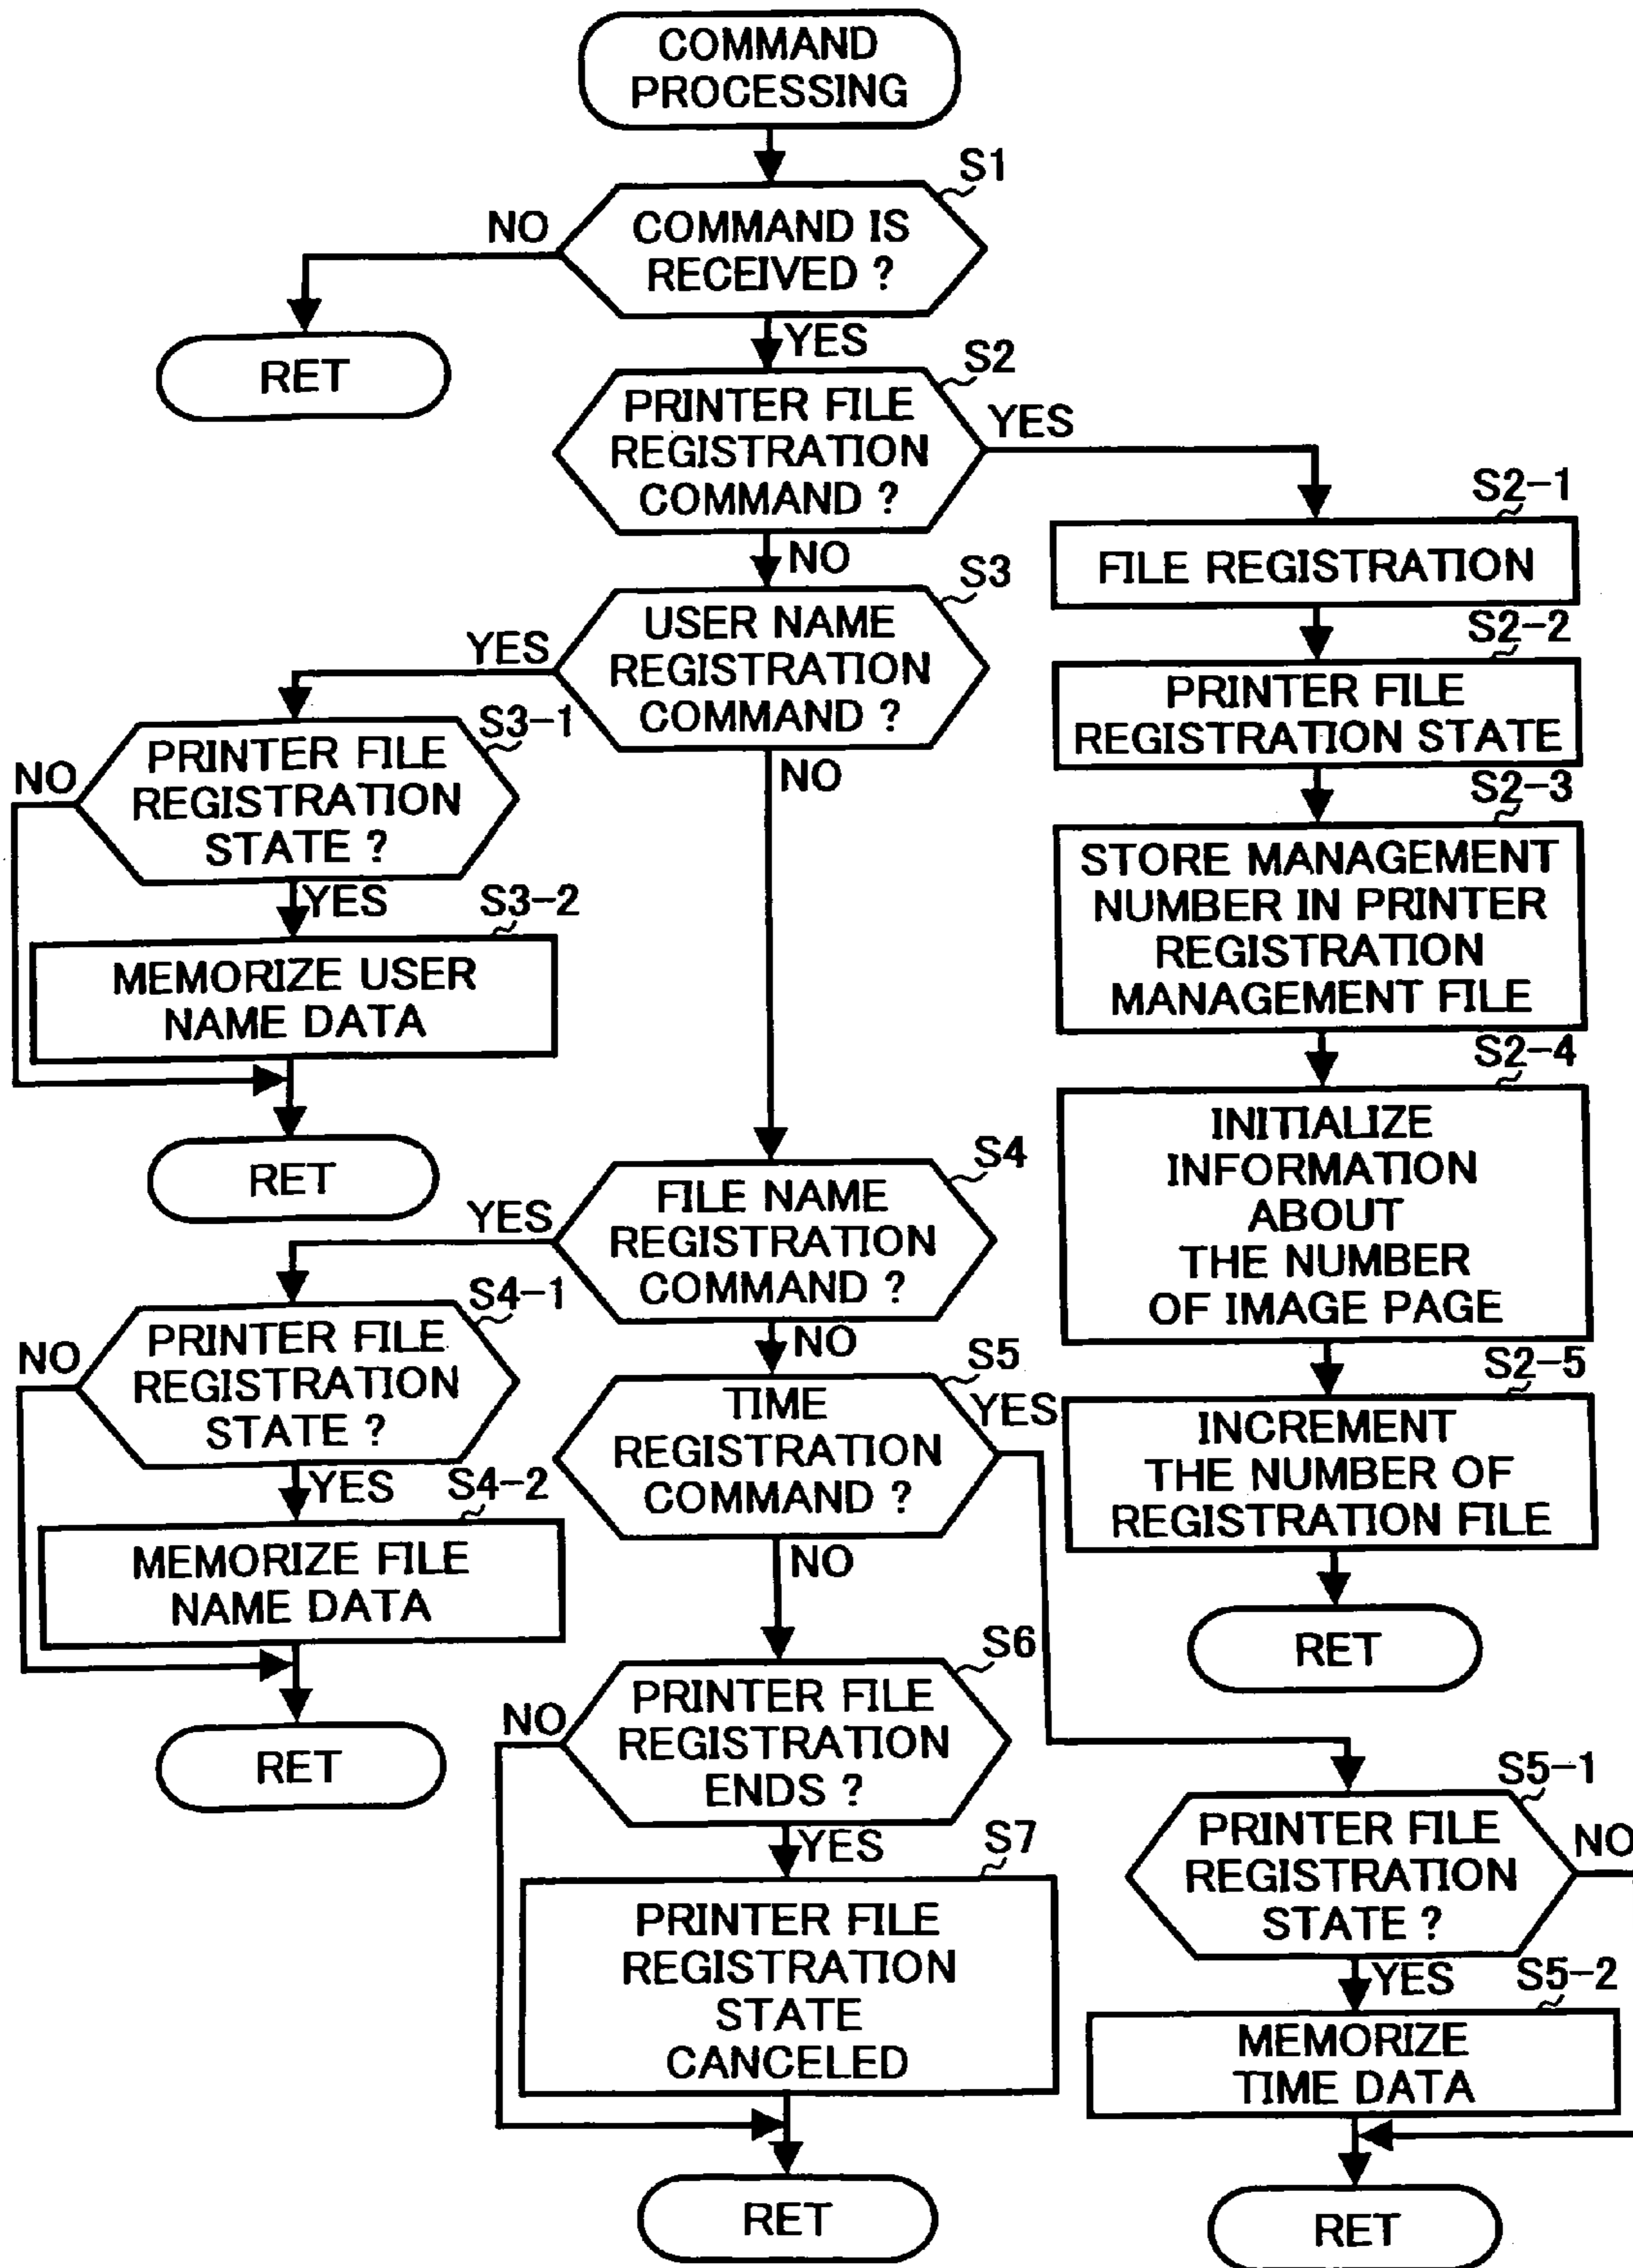 COMMAND
PROCESSING
S1
COMMAND IS
RECEIVED ?
NO
RET
YES
S2
PRINTER FILE
REGISTRATION
COMMAND ?
YES
S2-1
FILE REGISTRATION
S2-2
PRINTER FILE
REGISTRATION STATE
S2-3
STORE MANAGEMENT
NUMBER IN PRINTER
REGISTRATION
MANAGEMENT FILE
S2-4
INITIALIZE
INFORMATION
ABOUT
THE NUMBER
OF IMAGE PAGE
S2-5
INCREMENT
THE NUMBER OF
REGISTRATION FILE
RET
NO
S3
USER NAME
REGISTRATION
COMMAND ?
YES
S3-1
PRINTER FILE
REGISTRATION
STATE ?
NO
YES
S3-2
MEMORIZE USER
NAME DATA
RET
NO
S4
FILE NAME
REGISTRATION
COMMAND ?
YES
S4-1
PRINTER FILE
REGISTRATION
STATE ?
NO
YES
S4-2
MEMORIZE FILE
NAME DATA
RET
NO
S5
TIME
REGISTRATION
COMMAND ?
YES
S5-1
PRINTER FILE
REGISTRATION
STATE ?
NO
YES
S5-2
MEMORIZE
TIME DATA
RET
NO
S6
PRINTER FILE
REGISTRATION
ENDS ?
NO
YES
S7
PRINTER FILE
REGISTRATION
STATE
CANCELED
RET